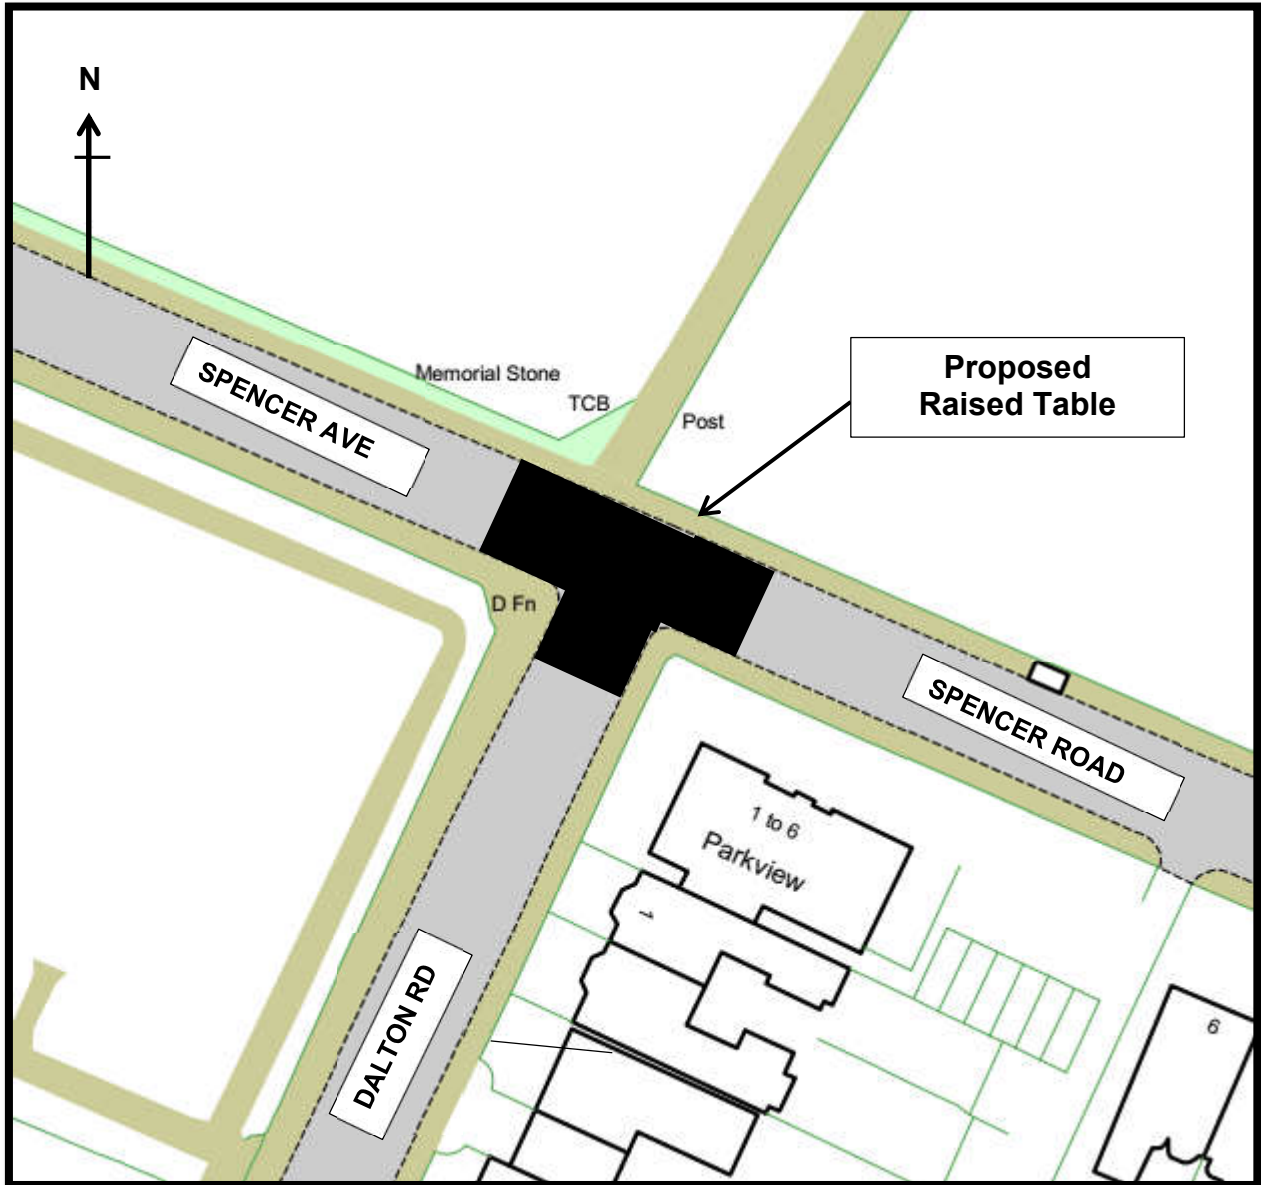 N
Memorial Stone
TCB
Post
Proposed
Raised Table
SPENCER AVE
D Fn
SPENCER ROAD
1 to 6
Parkview
1
DALTON RD
6